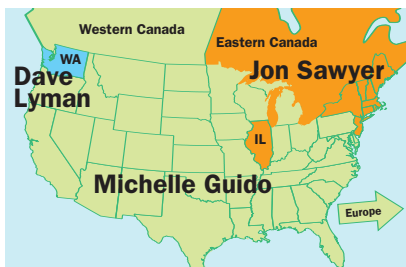 Western Canada
Eastern Canada
WA
Jon Sawyer
Dave
Lyman
IL
Michelle Guido
Europe